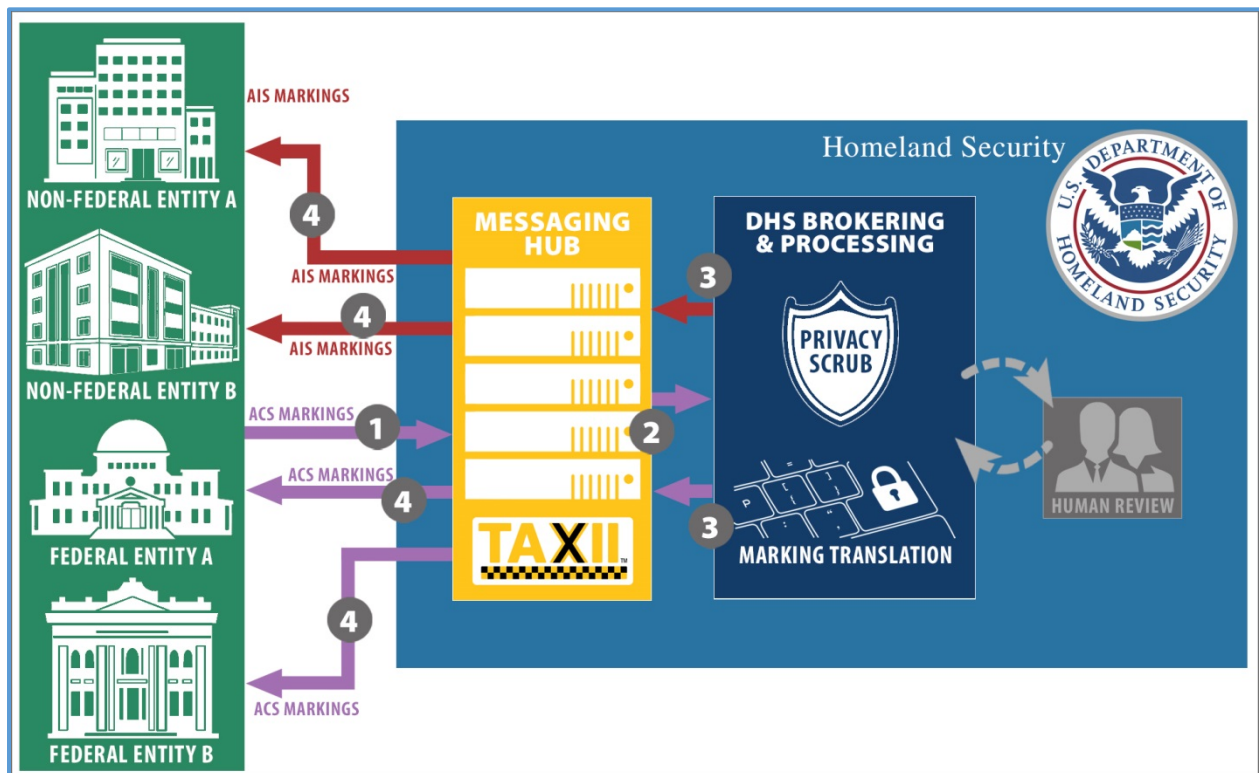 AIS MARKINGS
NON-FEDERAL ENTITY A
4
AIS MARKINGS
4
AIS MARKINGS
NON-FEDERAL ENTITY B
ACS MARKINGS
1
ACS MARKINGS
4
FEDERAL ENTITY A
4
ACS MARKINGS
FEDERAL ENTITY B
Homeland Security
U.S. DEPARTMENT OF
HOMELAND SECURITY
MESSAGING
HUB
TAXII™
3
2
3
DHS BROKERING
& PROCESSING
PRIVACY
SCRUB
P
=
[
{
]
}
:
;
"
,
MARKING TRANSLATION
HUMAN REVIEW